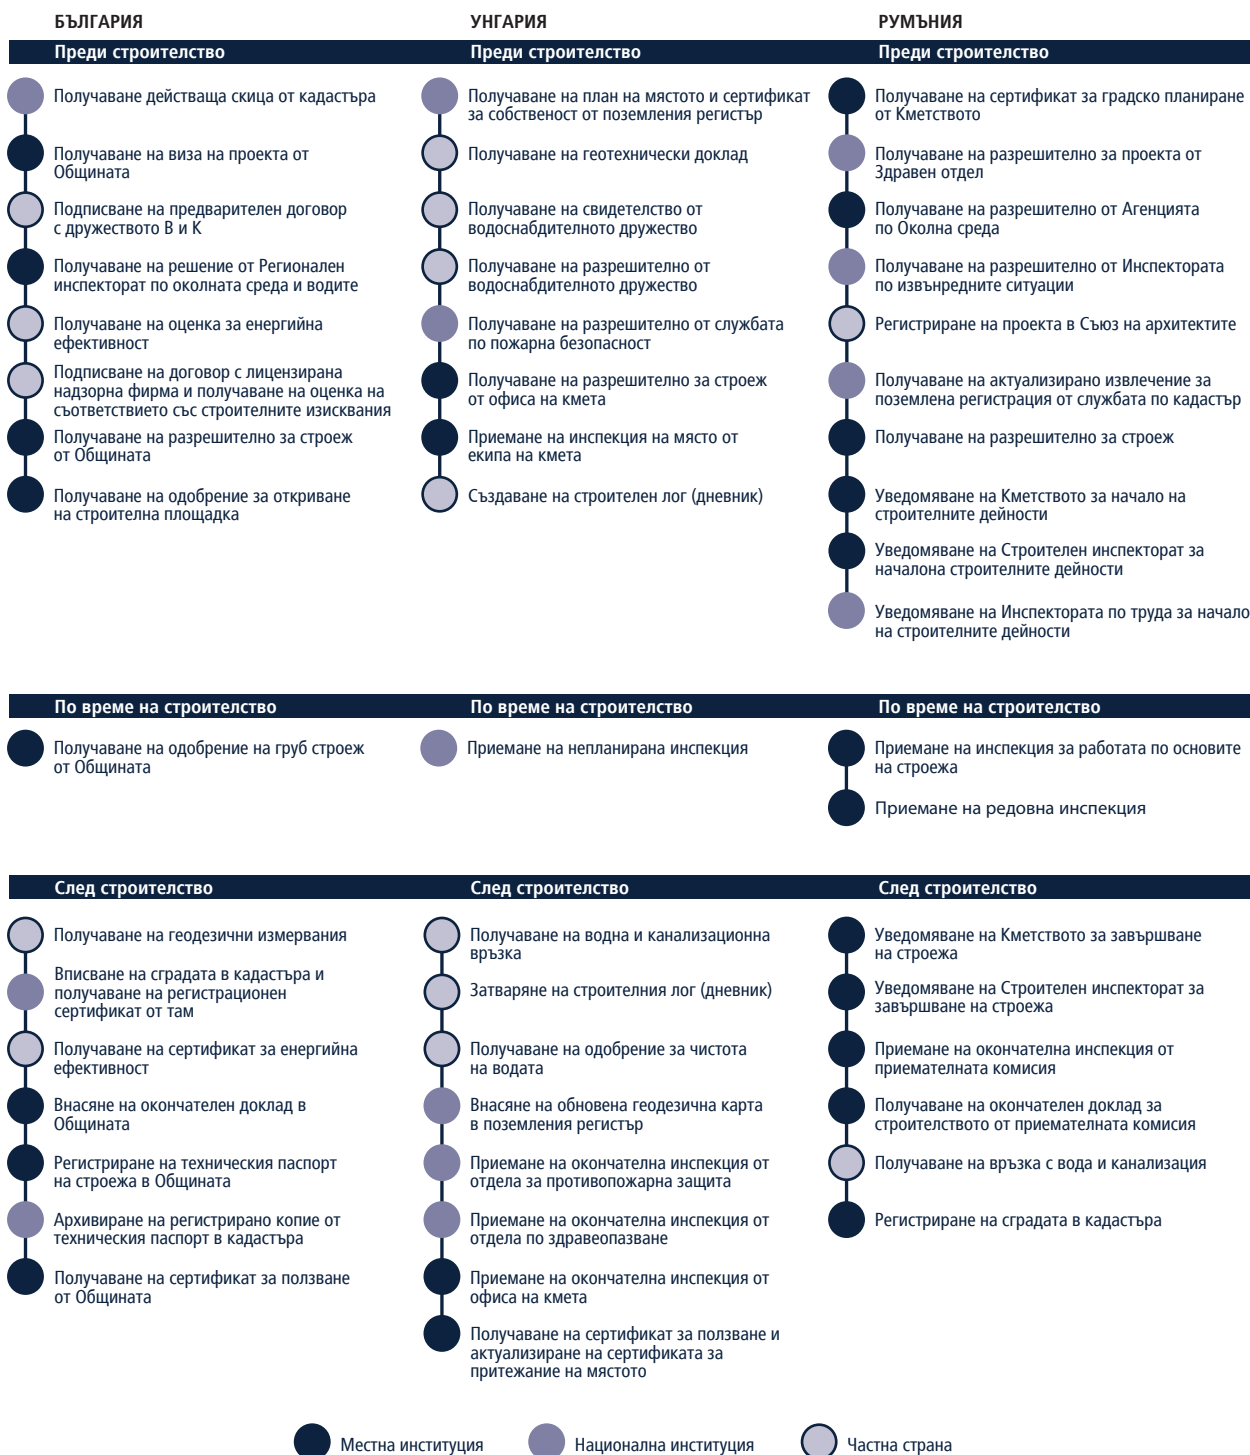 БЪЛГАРИЯ
УНГАРИЯ
РУМЪНИЯ
Преди строителство
Преди строителство
Преди строителство
Получаване действаща скица от кадастъра
Получаване на виза на проекта от
Общината
Подписване на предварителен договор
с дружеството В и К
Получаване на решение от Регионален
инспекторат по околната среда и водите
Получаване на оценка за енергийна
ефективност
Подписване на договор с лицензирана
надзорна фирма и получаване на оценка на
съответствието със строителните изисквания
Получаване на разрешително за строеж
от Общината
Получаване на одобрение за откриване
на строителна площадка
Получаване на план на мястото и сертификат
за собственост от поземления регистър
Получаване на геотехнически доклад
Получаване на свидетелство от
водоснабдителното дружество
Получаване на разрешително от
водоснабдителното дружество
Получаване на разрешително от службата
по пожарна безопасност
Получаване на разрешително за строеж
от офиса на кмета
Приемане на инспекция на място от
екипа на кмета
Създаване на строителен лог (дневник)
Получаване на сертификат за градско планиране
от Кметството
Получаване на разрешително за проекта от
Здравен отдел
Получаване на разрешително от Агенцията
по Околна среда
Получаване на разрешително от Инспектората
по извънредните ситуации
Регистриране на проекта в Съюз на архитектите
Получаване на актуализирано извлечение за
поземлена регистрация от службата по кадастър
Получаване на разрешително за строеж
Уведомяване на Кметството за начало на
строителните дейности
Уведомяване на Строителен инспекторат за
началона строителните дейности
Уведомяване на Инспектората по труда за начало
на строителните дейности
По време на строителство
По време на строителство
По време на строителство
Получаване на одобрение на груб строеж
от Общината
Приемане на непланирана инспекция
Приемане на инспекция за работата по основите
на строежа
Приемане на редовна инспекция
След строителство
След строителство
След строителство
Получаване на геодезични измервания
Вписване на сградата в кадастъра и
получаване на регистрационен
сертификат от там
Получаване на сертификат за енергийна
ефективност
Внасяне на окончателен доклад в
Общината
Регистриране на техническия паспорт
на строежа в Общината
Архивиране на регистрирано копие от
техническия паспорт в кадастъра
Получаване на сертификат за ползване
от Общината
Получаване на водна и канализационна
връзка
Затваряне на строителния лог (дневник)
Получаване на одобрение за чистота
на водата
Внасяне на обновена геодезична карта
в поземления регистър
Приемане на окончателна инспекция от
отдела за противопожарна защита
Приемане на окончателна инспекция от
отдела по здравеопазване
Приемане на окончателна инспекция от
офиса на кмета
Получаване на сертификат за ползване и
актуализиране на сертификата за
притежание на мястото
Уведомяване на Кметството за завършване
на строежа
Уведомяване на Строителен инспекторат за
завършване на строежа
Приемане на окончателна инспекция от
приемателната комисия
Получаване на окончателен доклад за
строителството от приемателната комисия
Получаване на връзка с вода и канализация
Регистриране на сградата в кадастъра
Местна институция
Национална институция
Частна страна